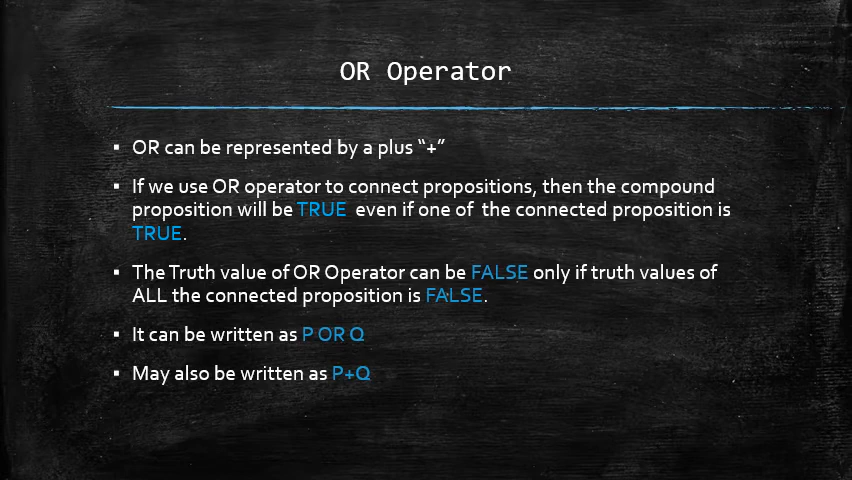 OR Operator
▪ OR can be represented by a plus “+”
▪ If we use OR operator to connect propositions, then the compound
proposition will be TRUE even if one of the connected proposition is
TRUE.
▪ The Truth value of OR Operator can be FALSE only if truth values of
ALL the connected proposition is FALSE.
▪ It can be written as P OR Q
▪ May also be written as P+Q